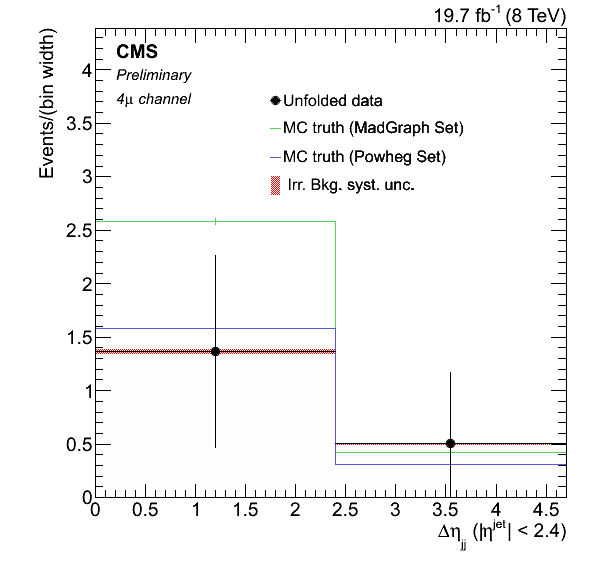 19.7 fb⁻¹ (8 TeV)
Events/(bin width)
CMS
Preliminary
4μ channel
Unfolded data
MC truth (MadGraph Set)
MC truth (Powheg Set)
Irr. Bkg. syst. unc.
4
3.5
3
2.5
2
1.5
1
0.5
0
0 0.5 1 1.5 2 2.5 3 3.5 4 4.5
Δη_jj (|η^jet| < 2.4)